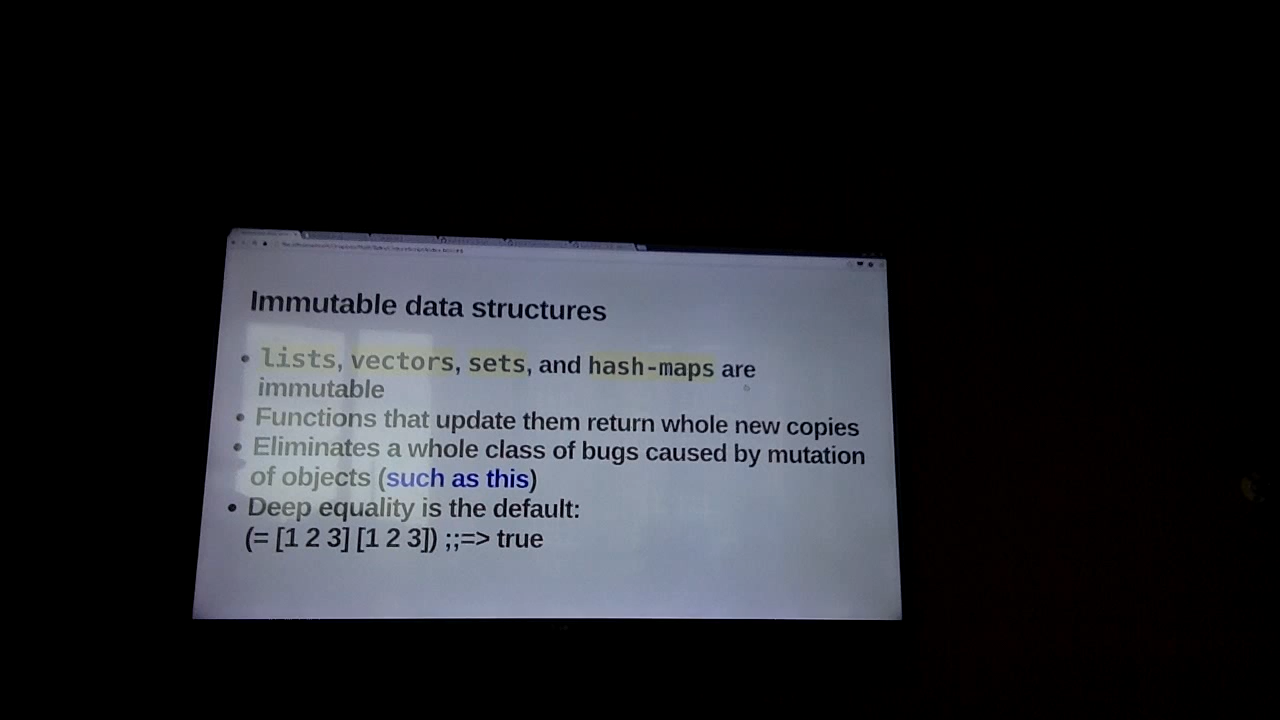 Immutable data structures
• lists, vectors, sets, and hash-maps are
immutable
• Functions that update them return whole new copies
• Eliminates a whole class of bugs caused by mutation
of objects (such as this)
• Deep equality is the default:
(= [1 2 3] [1 2 3]) ;;=> true